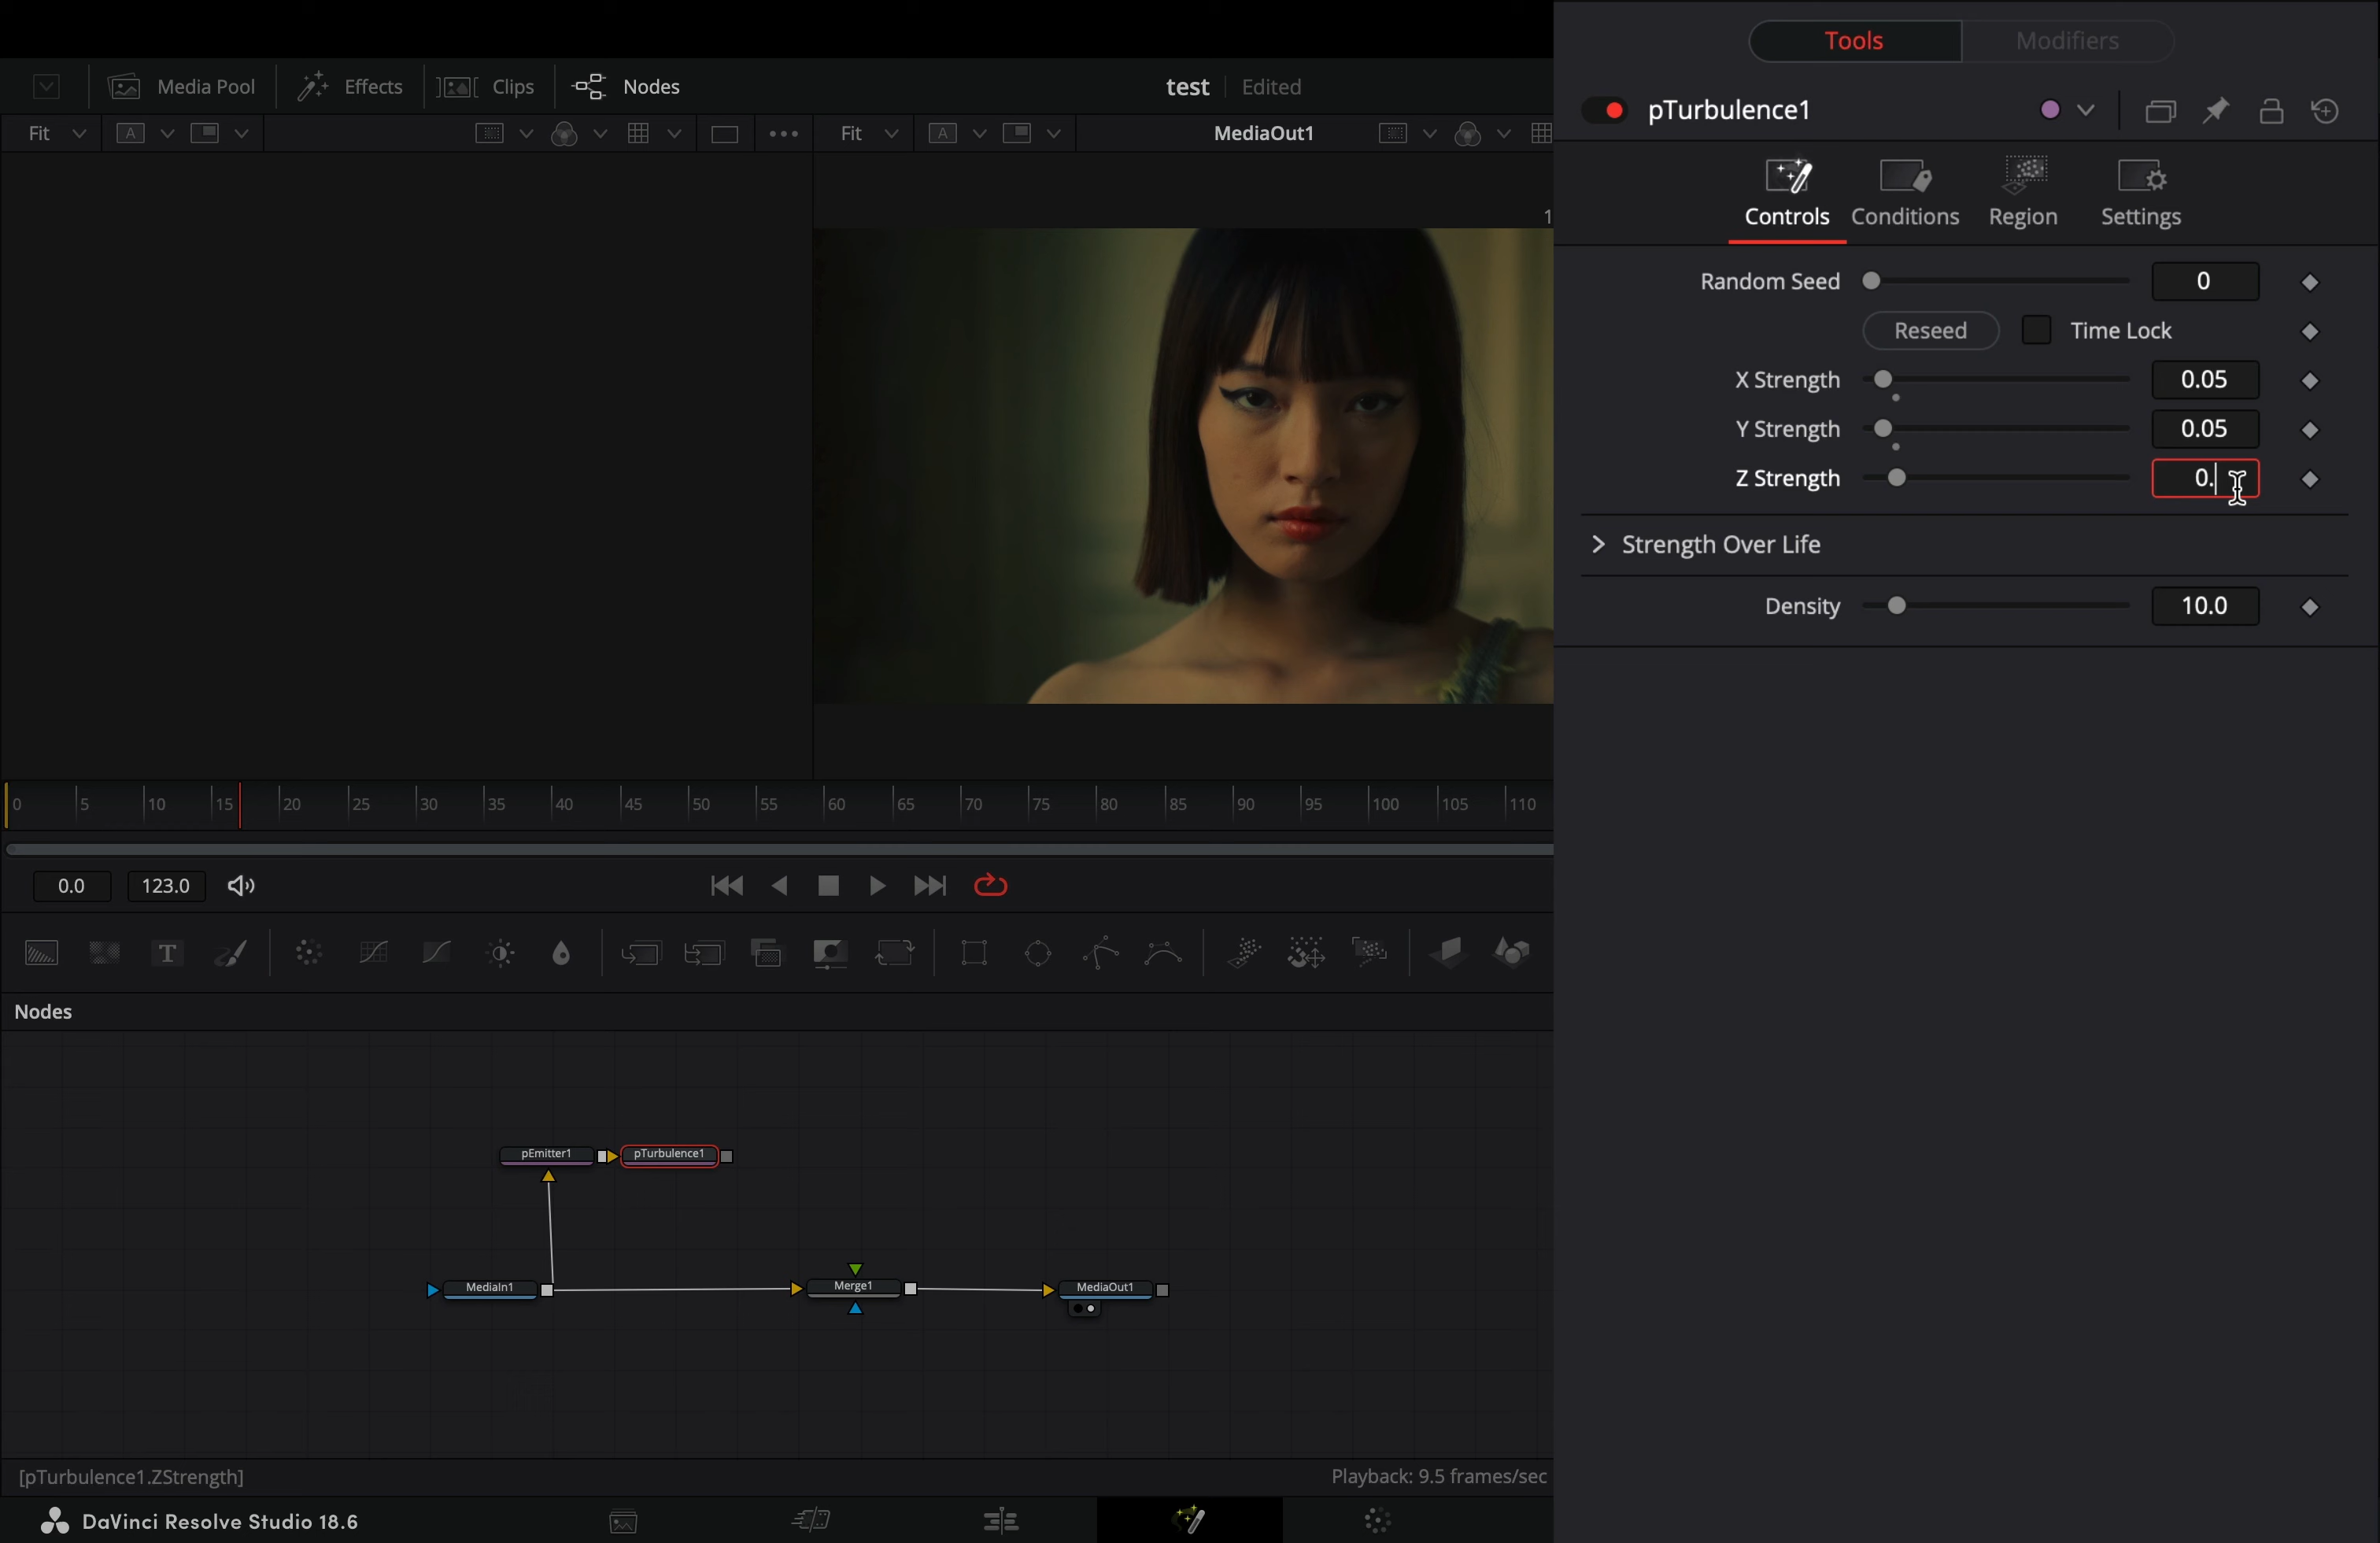 Tools
Modifiers
Media Pool
Effects
Clips
Nodes
test
Edited
pTurbulence1
Fit
A
Fit
A
MediaOut1
Controls
Conditions
Region
Settings
1
Random Seed
0
Reseed
Time Lock
X Strength
0.05
Y Strength
0.05
Z Strength
0.
Strength Over Life
Density
10.0
0 5 10 15 20 25 30 35 40 45 50 55 60 65 70 75 80 85 90 95 100 105 110
0.0
123.0
T
Nodes
pEmitter1
pTurbulence1
MediaIn1
Merge1
MediaOut1
[pTurbulence1.ZStrength]
Playback: 9.5 frames/sec
DaVinci Resolve Studio 18.6